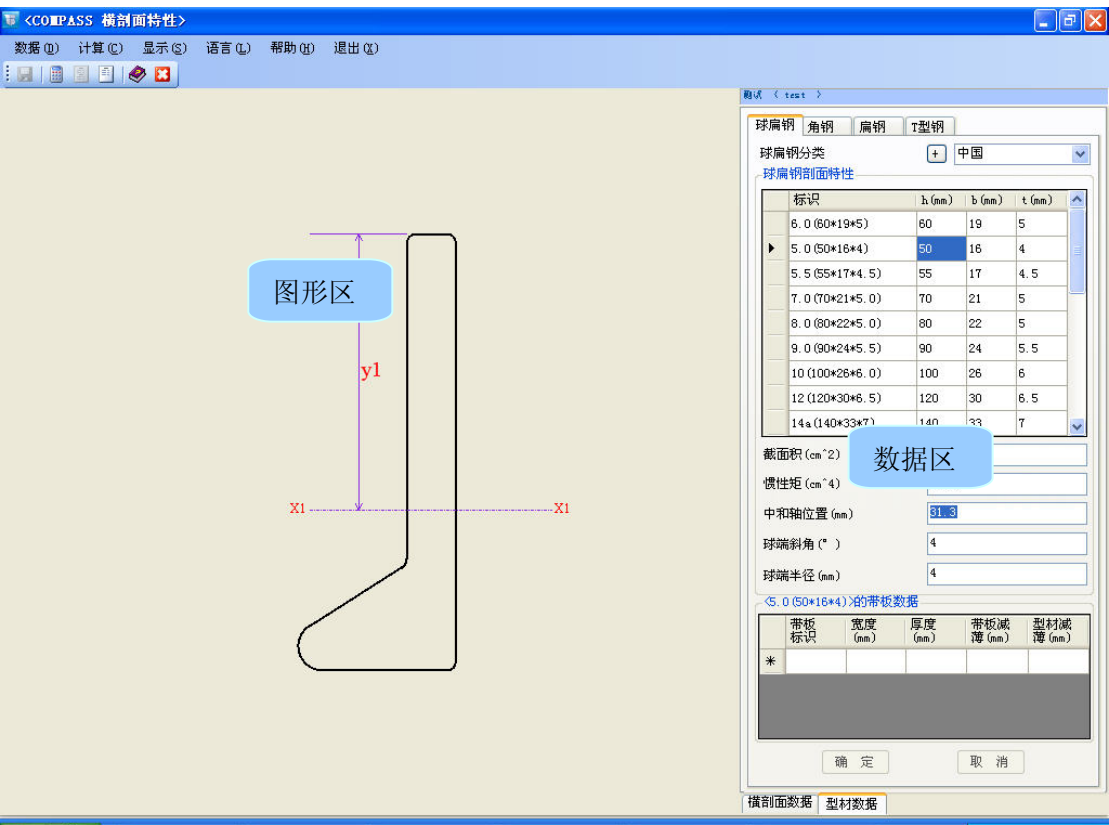 <COMPASS 横剖面特性>
数据(D) 计算(C) 显示(S) 语言(L) 帮助(H) 退出(X)
测试 < test >
球扁钢 角钢 扁钢 T型钢
球扁钢分类 + 中国
球扁钢剖面特性
标识 h(mm) b(mm) t(mm)
6.0(60*19*5) 60 19 5
5.0(50*16*4) 50 16 4
5.5(55*17*4.5) 55 17 4.5
7.0(70*21*5.0) 70 21 5
8.0(80*22*5.0) 80 22 5
9.0(90*24*5.5) 90 24 5.5
10(100*26*6.0) 100 26 6
12(120*30*6.5) 120 30 6.5
14a(140*33*7) 140 33 7
图形区
y1
X1 X1
数据区
截面积(cm^2)
惯性矩(cm^4)
中和轴位置(mm) 31.3
球端斜角(° ) 4
球端半径(mm) 4
<5.0(50*16*4)>的带板数据
带板标识 宽度(mm) 厚度(mm) 带板减薄(mm) 型材减薄(mm)
*
确 定 取 消
横剖面数据 型材数据